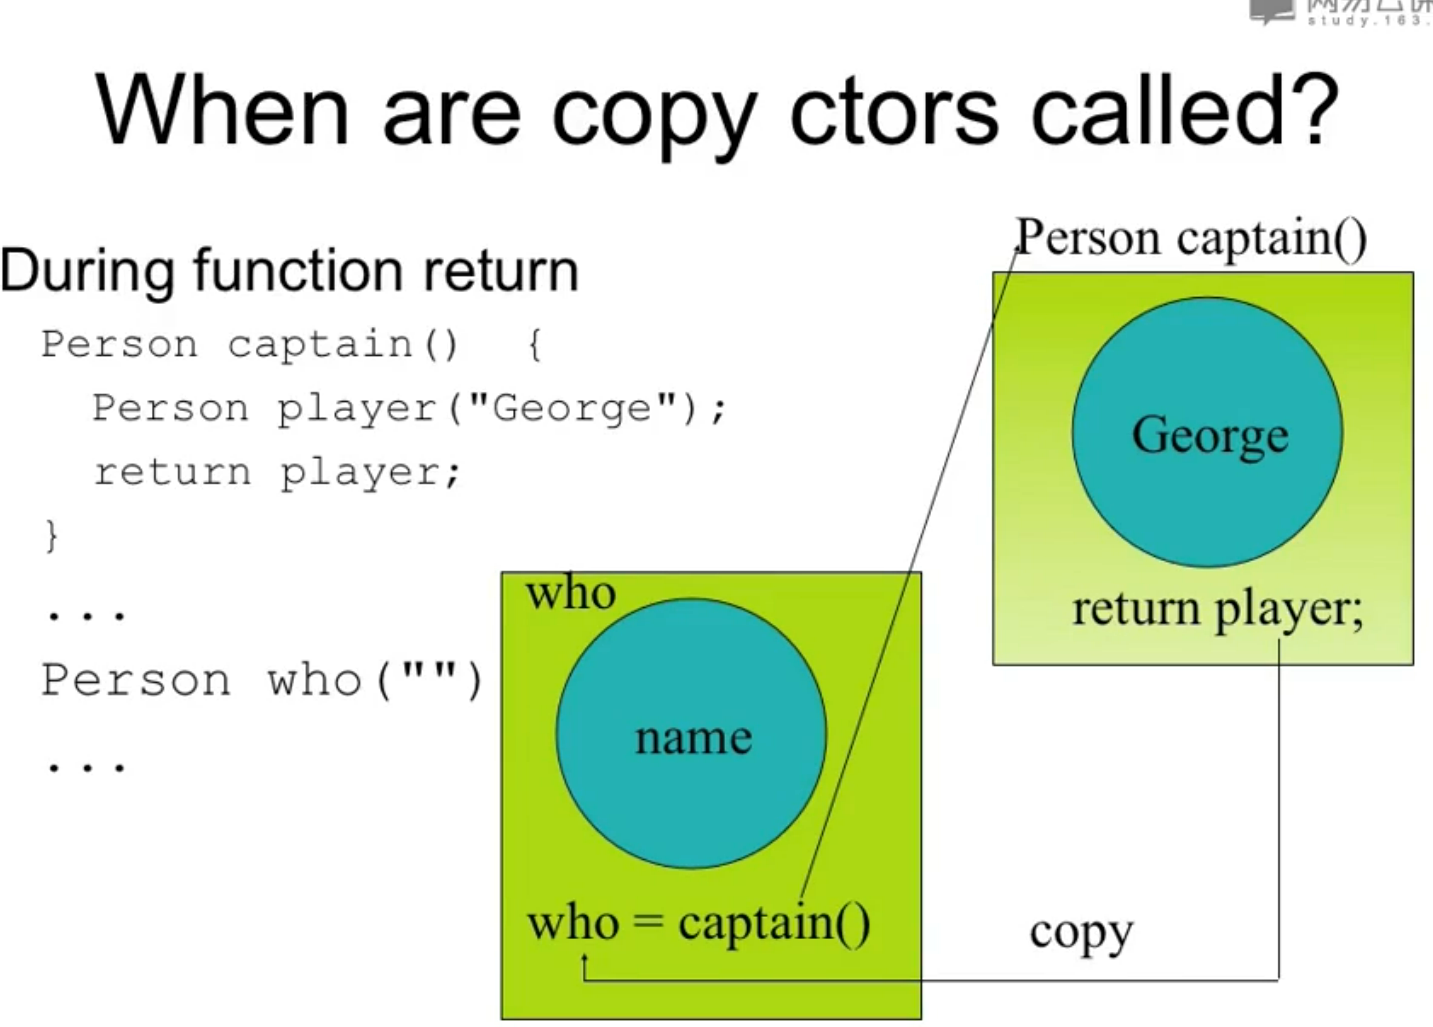 study.163.
When are copy ctors called?
During function return
Person captain() {
Person player("George");
return player;
}
...
Person who("")
...
Person captain()
George
return player;
who
name
who = captain()
copy